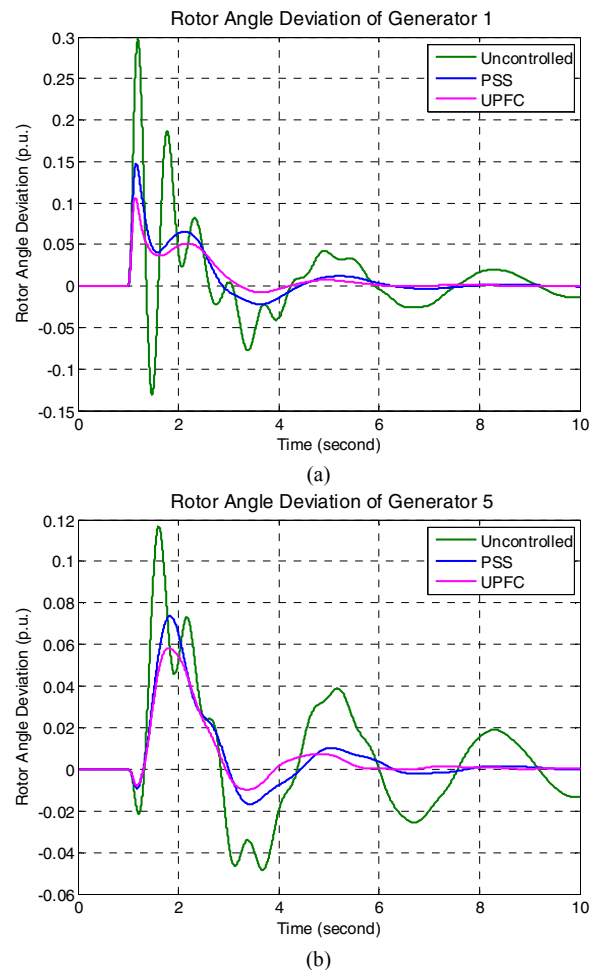 Rotor Angle Deviation of Generator 1
Rotor Angle Deviation (p.u.)
0.3
0.25
0.2
0.15
0.1
0.05
0
-0.05
-0.1
-0.15
Uncontrolled
PSS
UPFC
0 2 4 6 8 10
Time (second)
(a)
Rotor Angle Deviation of Generator 5
Rotor Angle Deviation (p.u.)
0.12
0.1
0.08
0.06
0.04
0.02
0
-0.02
-0.04
-0.06
Uncontrolled
PSS
UPFC
0 2 4 6 8 10
Time (second)
(b)